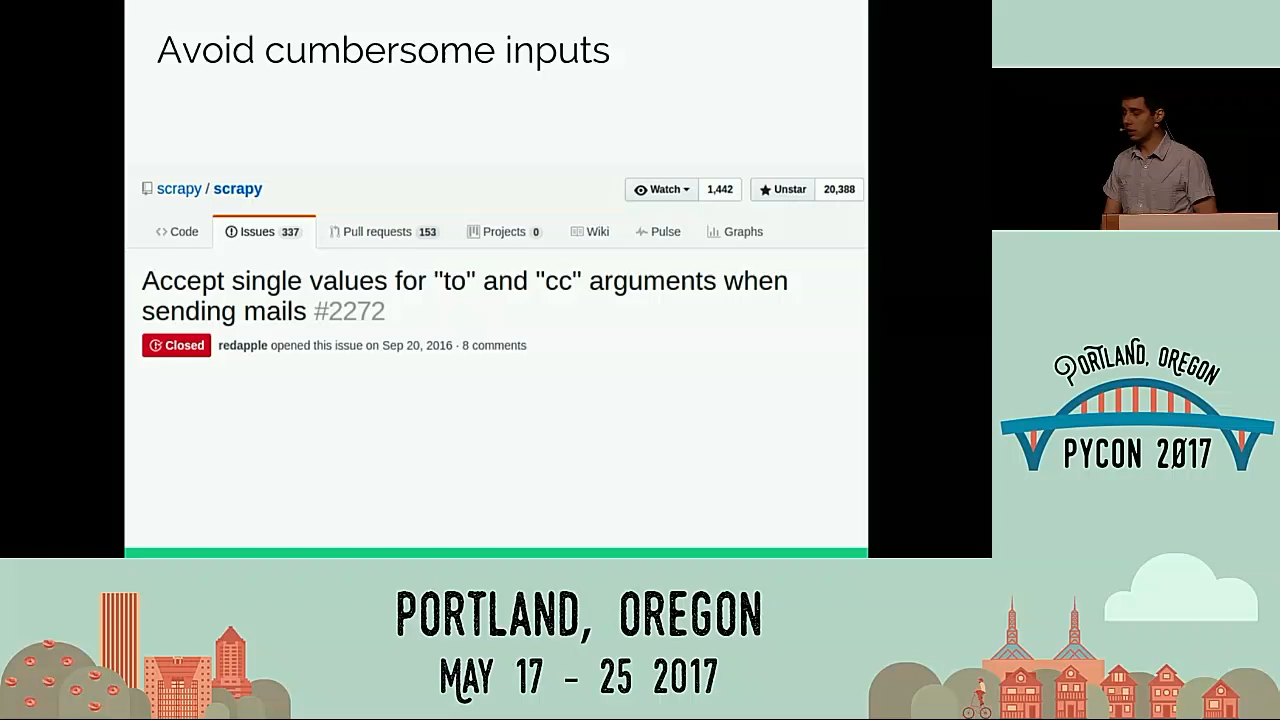 Avoid cumbersome inputs
scrapy / scrapy
Watch 1,442
Unstar 20,388
Code
Issues 337
Pull requests 153
Projects 0
Wiki
Pulse
Graphs
Accept single values for "to" and "cc" arguments when
sending mails #2272
Closed redapple opened this issue on Sep 20, 2016 · 8 comments
PORTLAND, OREGON
PYCON 2017
PORTLAND, OREGON
MAY 17 - 25 2017